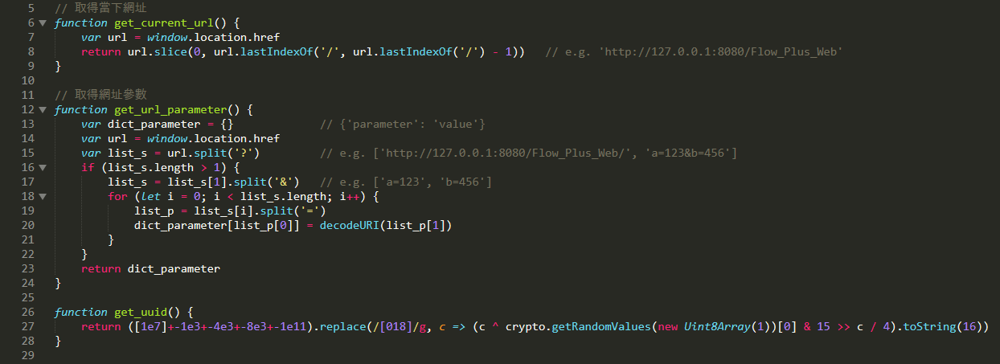 5 // 取得當下網址
6 function get_current_url() {
7 var url = window.location.href
8 return url.slice(0, url.lastIndexOf('/', url.lastIndexOf('/') - 1)) // e.g. 'http://127.0.0.1:8080/Flow_Plus_Web'
9 }
10
11 // 取得網址參數
12 function get_url_parameter() {
13 var dict_parameter = {} // {'parameter': 'value'}
14 var url = window.location.href
15 var list_s = url.split('?') // e.g. ['http://127.0.0.1:8080/Flow_Plus_Web/', 'a=123&b=456']
16 if (list_s.length > 1) {
17 list_s = list_s[1].split('&') // e.g. ['a=123', 'b=456']
18 for (let i = 0; i < list_s.length; i++) {
19 list_p = list_s[i].split('=')
20 dict_parameter[list_p[0]] = decodeURI(list_p[1])
21 }
22 }
23 return dict_parameter
24 }
25
26 function get_uuid() {
27 return ([1e7]+-1e3+-4e3+-8e3+-1e11).replace(/[018]/g, c => (c ^ crypto.getRandomValues(new Uint8Array(1))[0] & 15 >> c / 4).toString(16))
28 }
29